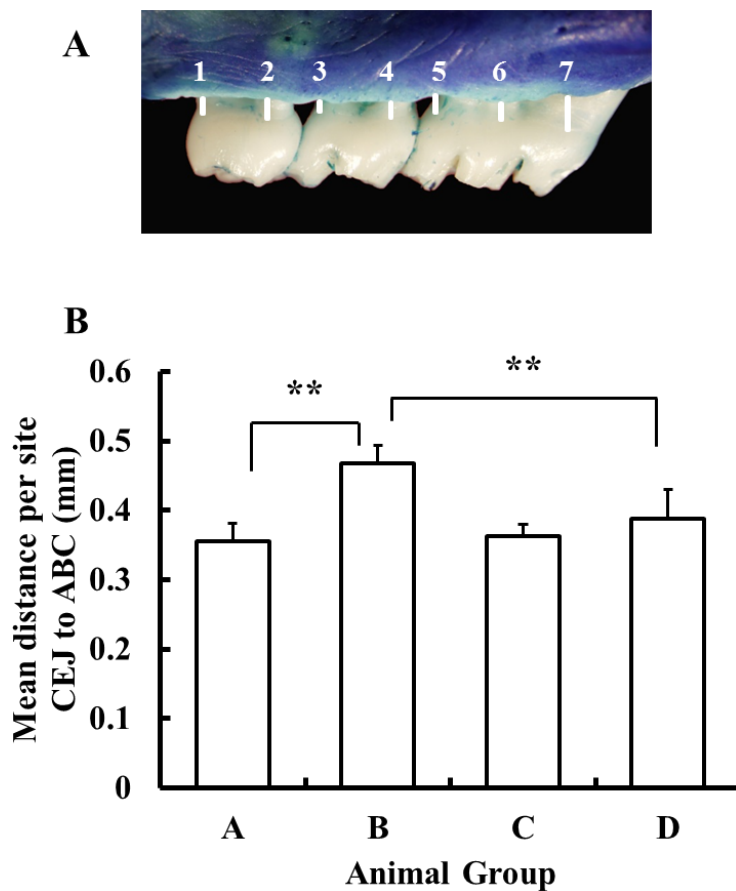 A
1 2 3 4 5 6 7
B
Mean distance per site
CEJ to ABC (mm)
0.6
0.5
0.4
0.3
0.2
0.1
0
**
**
A B C D
Animal Group